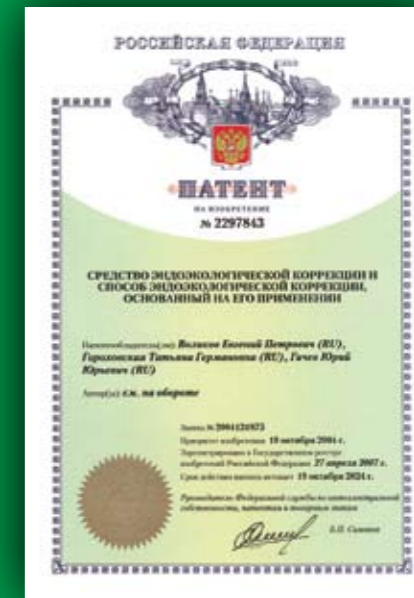 РОССИЙСКАЯ ФЕДЕРАЦИЯ
ПАТЕНТ
НА ИЗОБРЕТЕНИЕ
№ 2297843
СРЕДСТВО ЭНДОЭКОЛОГИЧЕСКОЙ КОРРЕКЦИИ И
СПОСОБ ЭНДОЭКОЛОГИЧЕСКОЙ КОРРЕКЦИИ,
ОСНОВАННЫЙ НА ЕГО ПРИМЕНЕНИИ
Патентообладатель(ли): Евгений Петрович (RU),
Гороховская Татьяна Германовна (RU), Гичев Юрий
Юрьевич (RU)
Автор(ы): см. на обороте
Заявка №
Приоритет изобретения 19 октября 2004 г.
Зарегистрировано в Государственном реестре
изобретений Российской Федерации 27 апреля 2007 г.
Срок действия патента истекает 19 октября 2024 г.
Руководитель Федеральной службы по интеллектуальной
собственности, патентам и товарным знакам
Б.П. Симонов